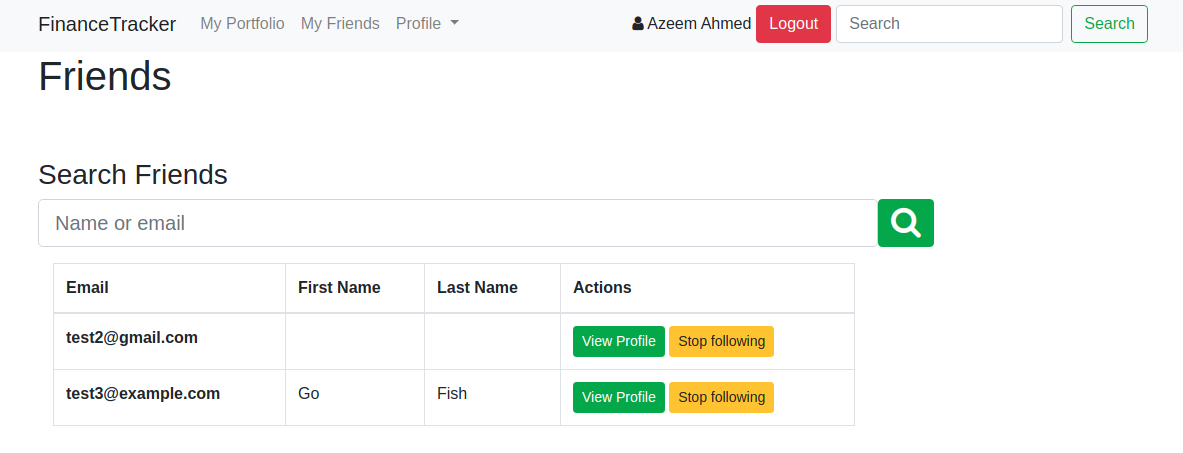 FinanceTracker My Portfolio My Friends Profile Azeem Ahmed Logout Search Search
Friends
Search Friends
Name or email
Email First Name Last Name Actions
test2@gmail.com View Profile Stop following
test3@example.com Go Fish View Profile Stop following